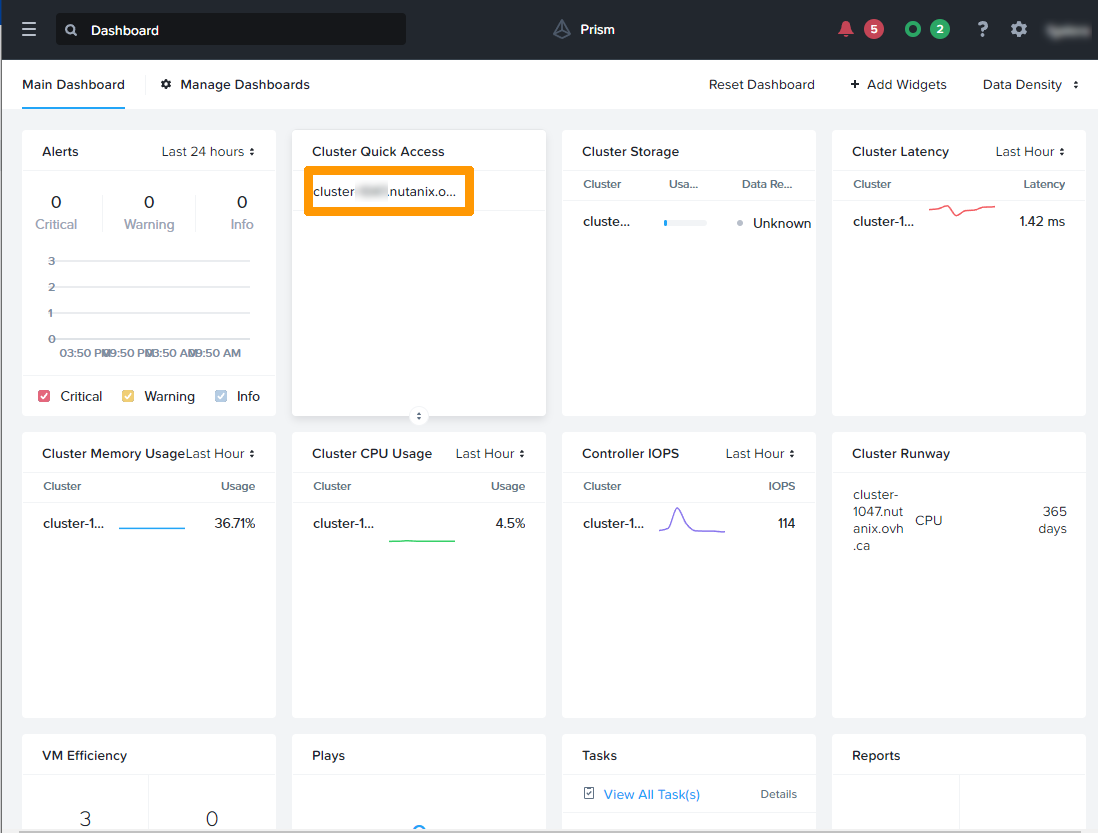 Dashboard
Prism
5
2
?
Main Dashboard
Manage Dashboards
Reset Dashboard
+ Add Widgets
Data Density
Alerts
Last 24 hours
0
0
0
Critical
Warning
Info
3
2
1
0
03:50 PM
09:50 PM
03:50 AM
09:50 AM
Critical
Warning
Info
Cluster Quick Access
cluster .nutanix.o...
Cluster Storage
Cluster
Usa...
Data Re...
cluste...
Unknown
Cluster Latency
Last Hour
Cluster
Latency
cluster-1...
1.42 ms
Cluster Memory Usage
Last Hour
Cluster
Usage
cluster-1...
36.71%
Cluster CPU Usage
Last Hour
Cluster
Usage
cluster-1...
4.5%
Controller IOPS
Last Hour
Cluster
IOPS
cluster-1...
114
Cluster Runway
cluster-
1047.nut
anix.ovh
.ca
CPU
365
days
VM Efficiency
3
0
Plays
Tasks
View All Task(s)
Details
Reports